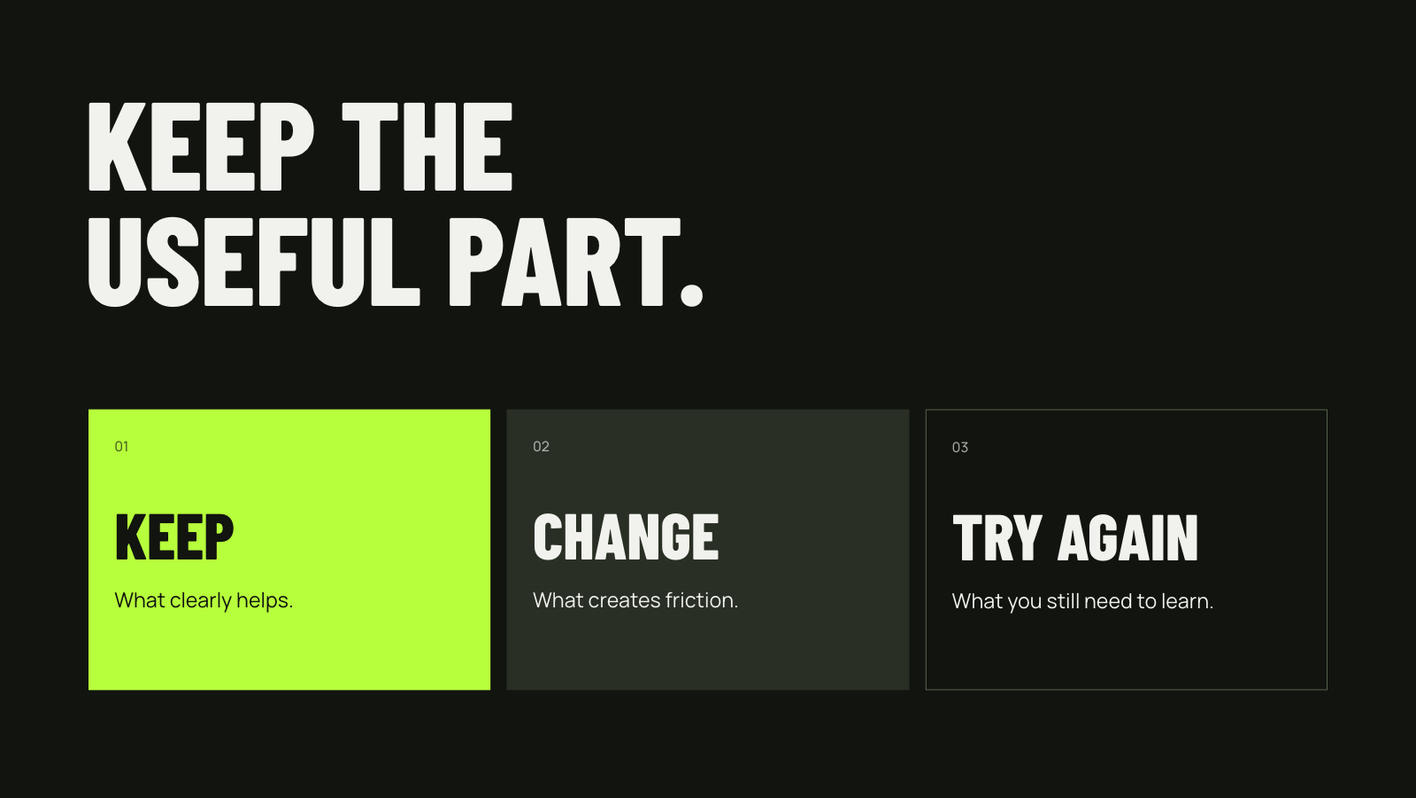 KEEP THE
USEFUL PART.
01
KEEP
What clearly helps.
02
CHANGE
What creates friction.
03
TRY AGAIN
What you still need to learn.